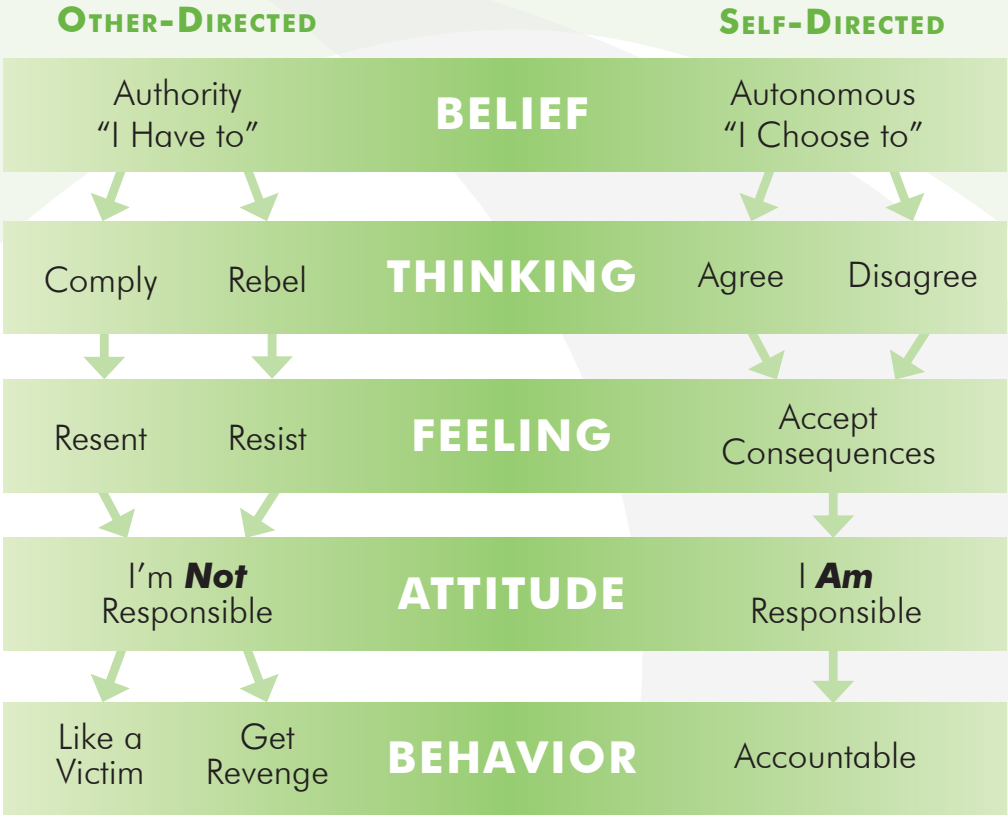 OTHER-DIRECTED
SELF-DIRECTED
Authority
"I Have to"
BELIEF
Autonomous
"I Choose to"
Comply
Rebel
THINKING
Agree
Disagree
Resent
Resist
FEELING
Accept
Consequences
I'm Not
Responsible
ATTITUDE
I Am
Responsible
Like a
Victim
Get
Revenge
BEHAVIOR
Accountable